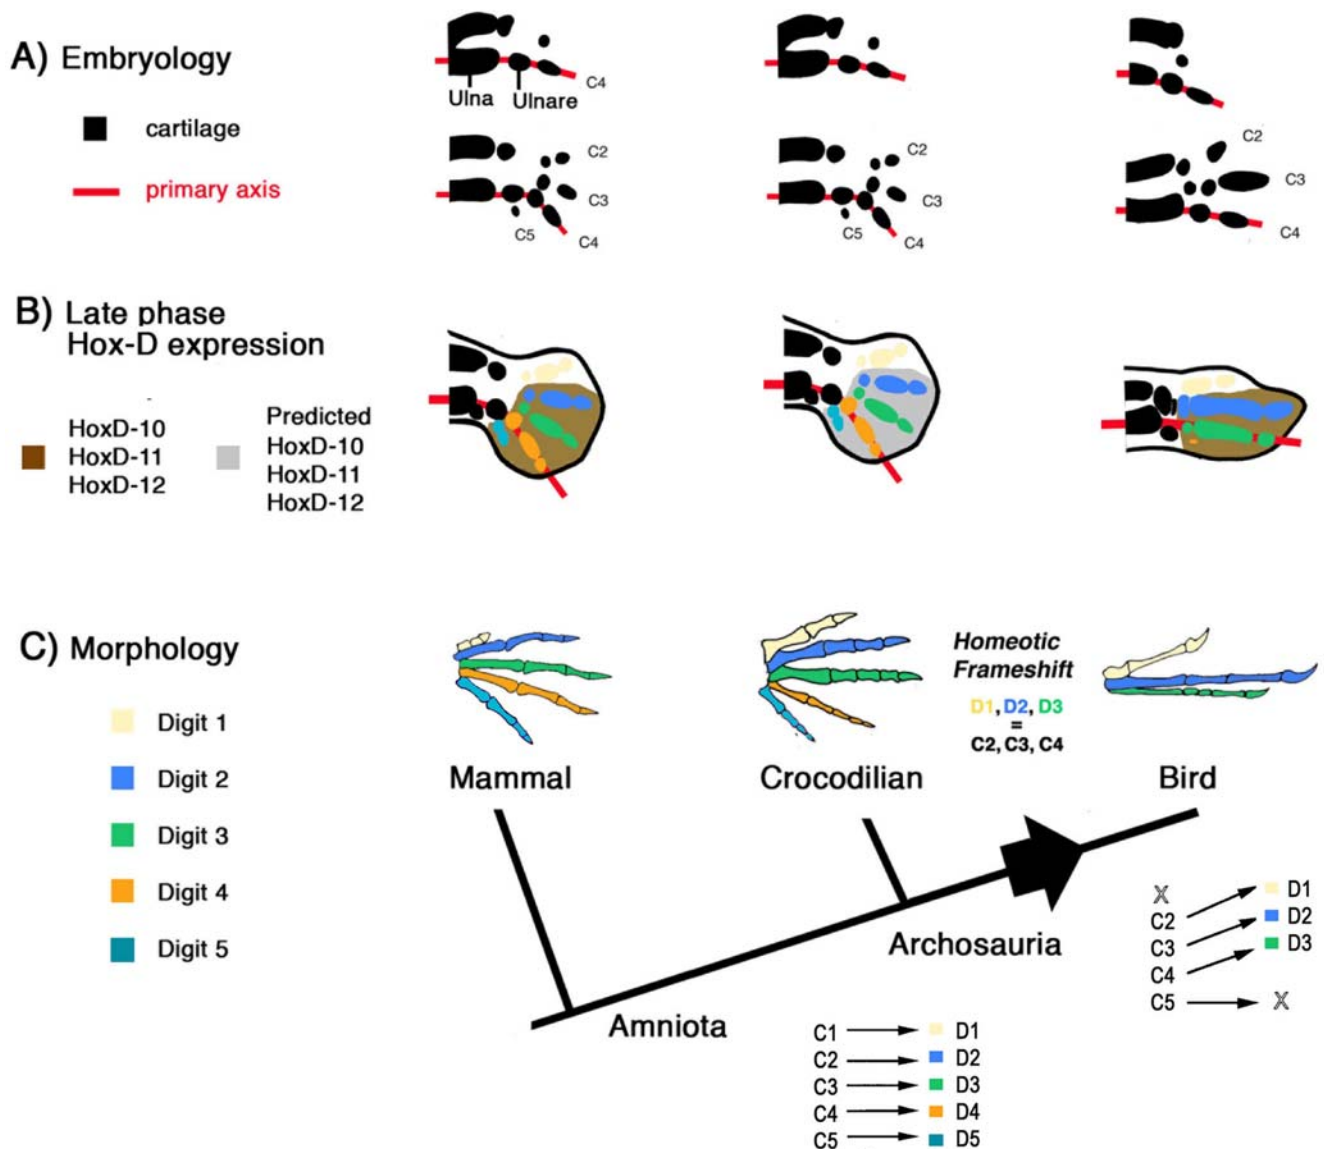 A) Embryology
cartilage
primary axis
Ulna
Ulnare
C4
C2
C3
C5
C4
C2
C3
C5
C4
C2
C3
C4
B) Late phase
Hox-D expression
HoxD-10
HoxD-11
HoxD-12
Predicted
HoxD-10
HoxD-11
HoxD-12
C) Morphology
Digit 1
Digit 2
Digit 3
Digit 4
Digit 5
Homeotic
Frameshift
D1, D2, D3
=
C2, C3, C4
Mammal
Crocodilian
Bird
Archosauria
Amniota
X
C2
C3
C4
C5
D1
D2
D3
X
C1 D1
C2 D2
C3 D3
C4 D4
C5 D5